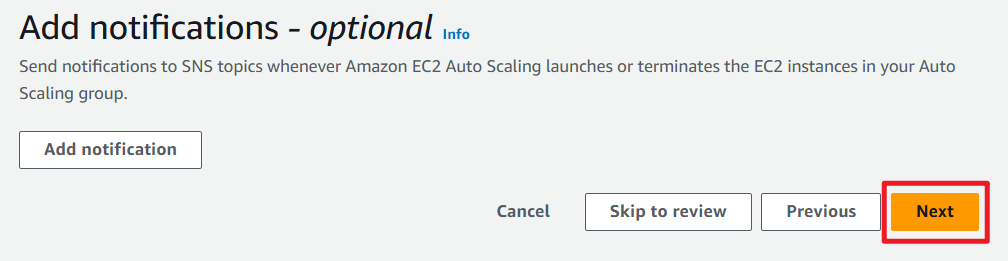 Add notifications - optional Info
Send notifications to SNS topics whenever Amazon EC2 Auto Scaling launches or terminates the EC2 instances in your Auto
Scaling group.
Add notification
Cancel Skip to review Previous Next